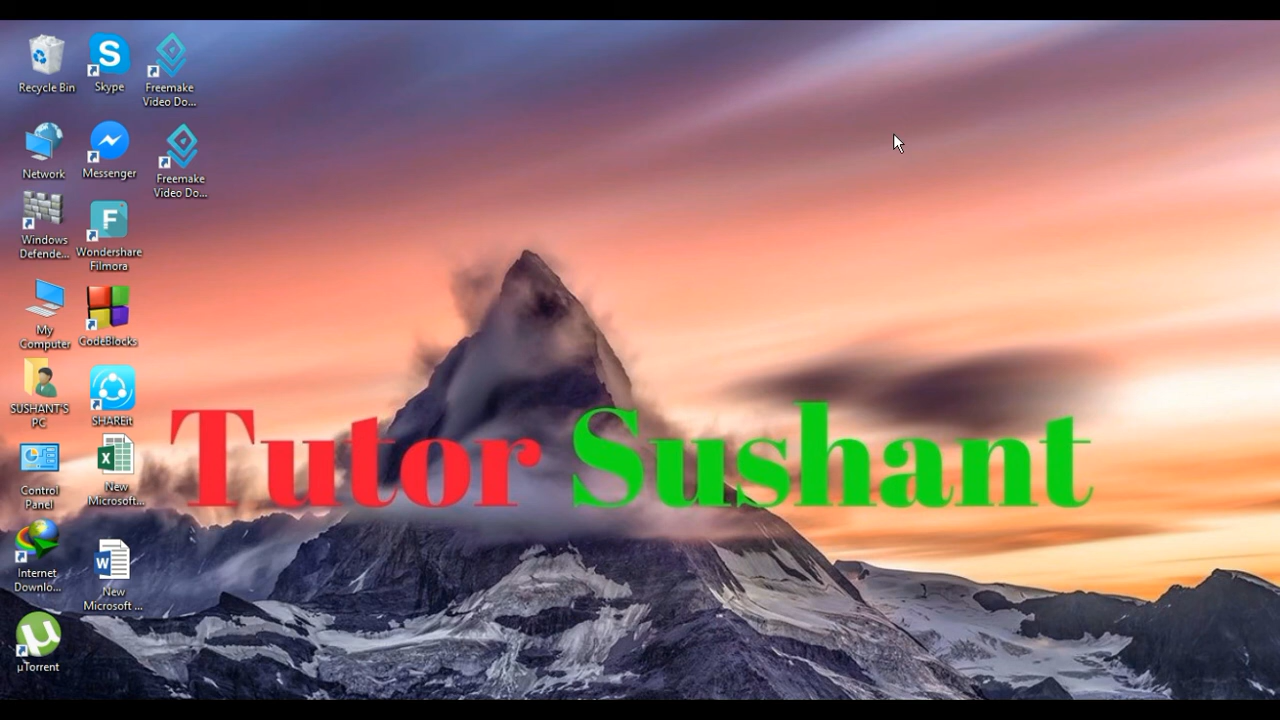 Recycle Bin
Skype
Freemake
Video Do...
Network
Messenger
Freemake
Video Do...
Windows
Defende...
Wondershare
Filmora
My
Computer
CodeBlocks
SUSHANT'S
PC
SHAREit
Tutor Sushant
Control
Panel
New
Microsoft...
Internet
Downlo...
New
Microsoft ...
µTorrent